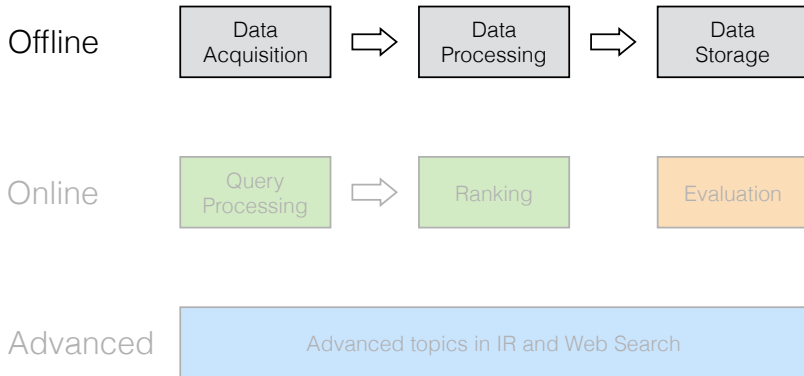 Offline
Data
Acquisition
Data
Processing
Data
Storage
Online
Query
Processing
Ranking
Evaluation
Advanced
Advanced topics in IR and Web Search